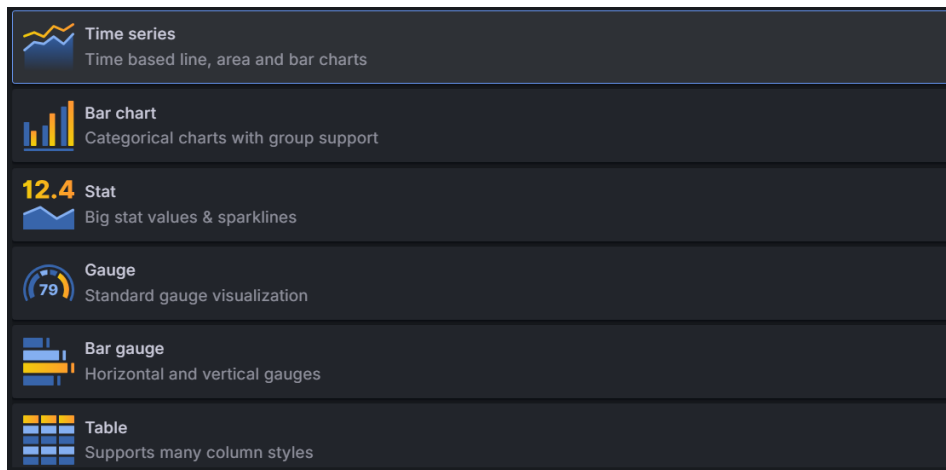 Time series
Time based line, area and bar charts
Bar chart
Categorical charts with group support
12.4 Stat
Big stat values & sparklines
Gauge
79
Standard gauge visualization
Bar gauge
Horizontal and vertical gauges
Table
Supports many column styles